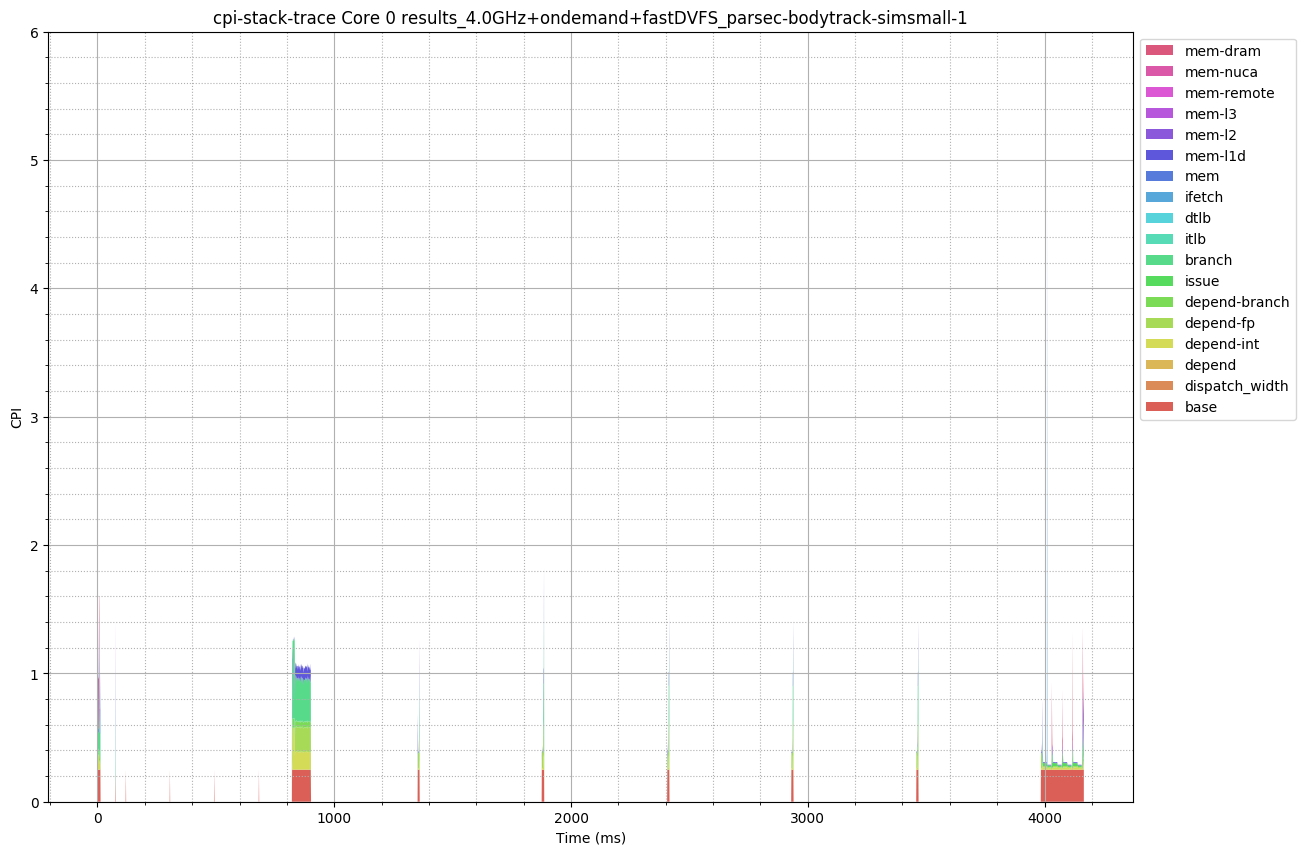 cpi-stack-trace Core 0 results_4.0GHz+ondemand+fastDVFS_parsec-bodytrack-simsmall-1
6
5
4
3
2
1
0
CPI
0
1000
2000
3000
4000
Time (ms)
mem-dram
mem-nuca
mem-remote
mem-l3
mem-l2
mem-l1d
mem
ifetch
dtlb
itlb
branch
issue
depend-branch
depend-fp
depend-int
depend
dispatch_width
base